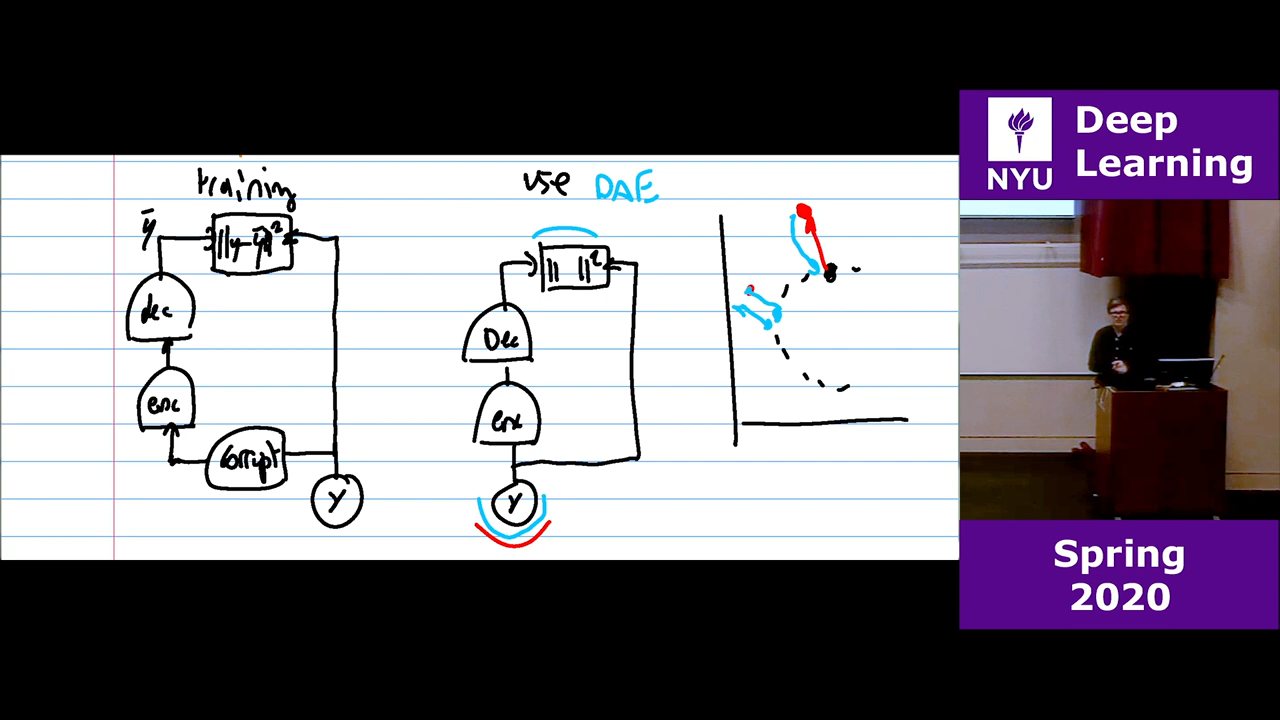 training
use DAE
ȳ
||y-ȳ||²
|| ||²
dec
Dec
enc
enc
corrupt
Y
Y
NYU
Deep
Learning
Spring
2020